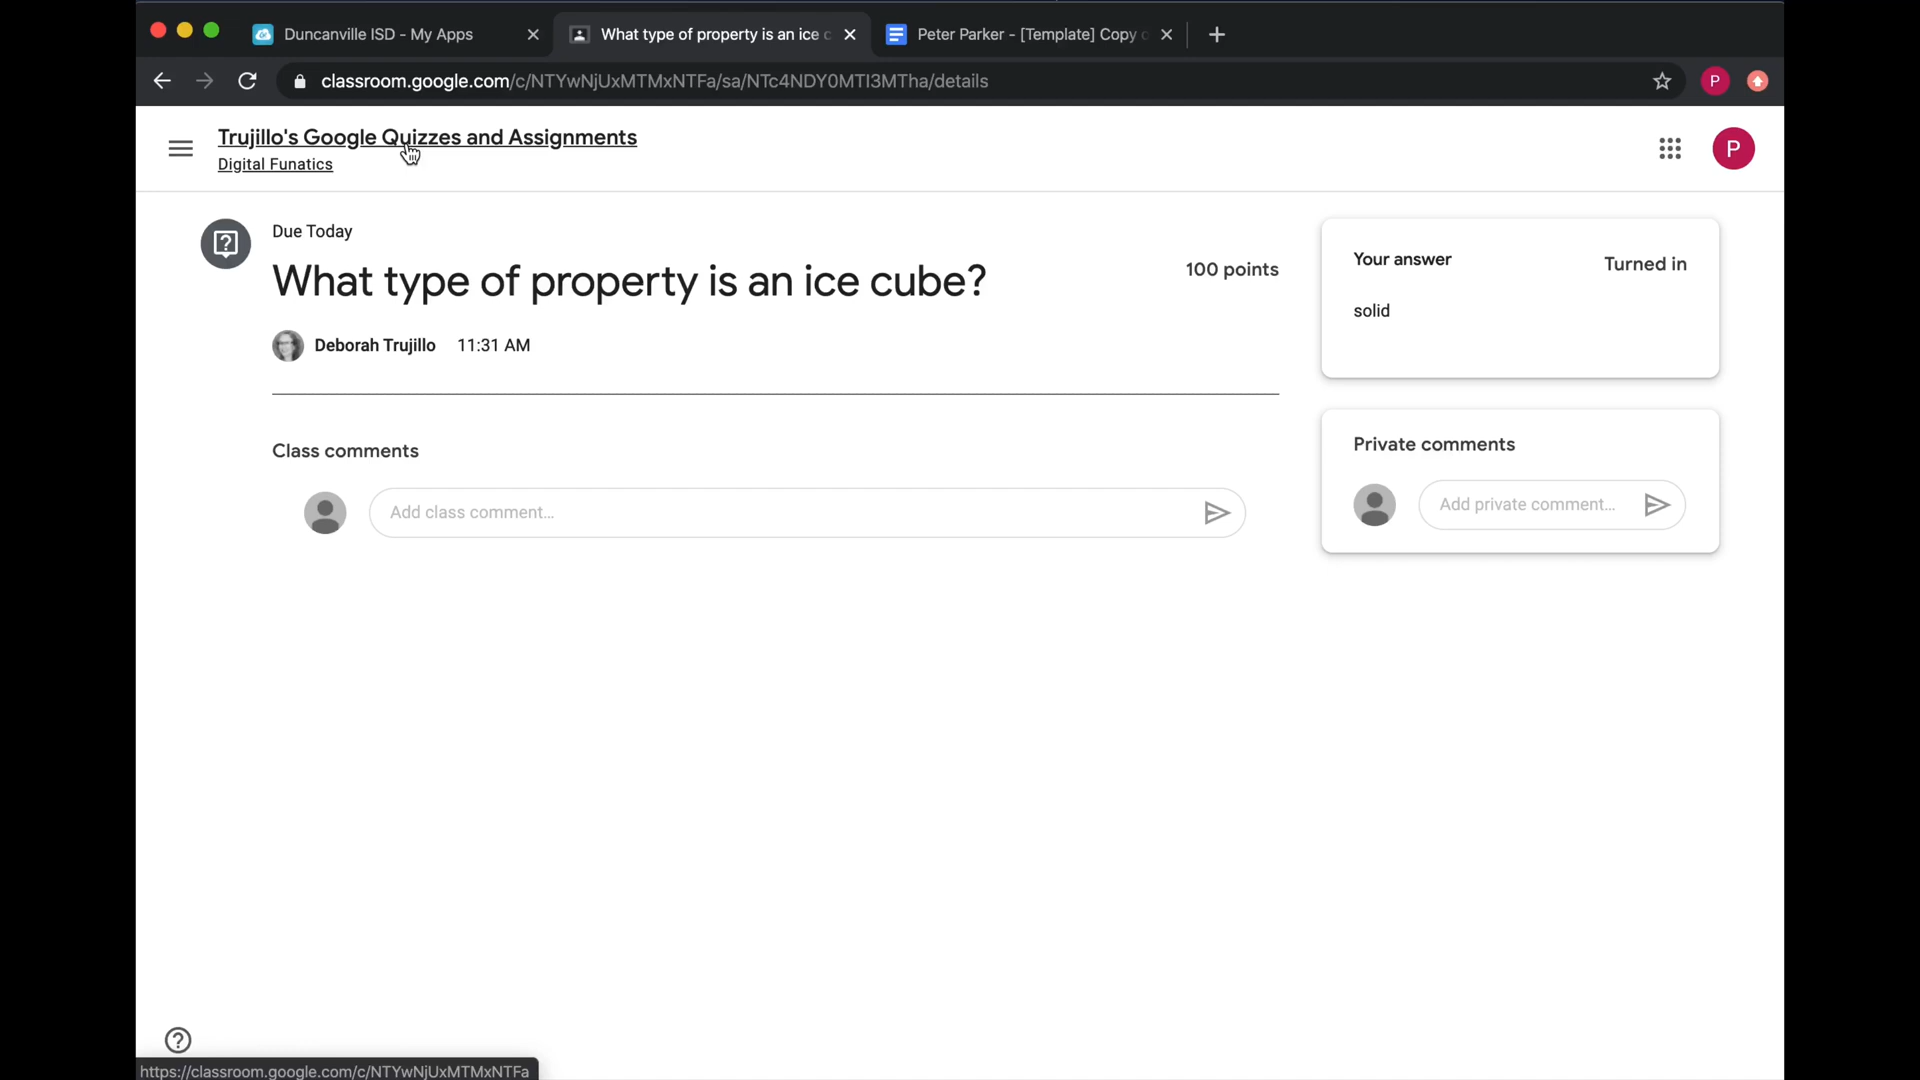 Duncanville ISD - My Apps
What type of property is an ice c
Peter Parker - [Template] Copy o
classroom.google.com/c/NTYwNjUxMTMxNTFa/sa/NTc4NDY0MTI3MTha/details
P
Trujillo's Google Quizzes and Assignments
Digital Funatics
P
Due Today
What type of property is an ice cube?
100 points
Deborah Trujillo 11:31 AM
Your answer
Turned in
solid
Class comments
Add class comment...
Private comments
Add private comment...
https://classroom.google.com/c/NTYwNjUxMTMxNTFa